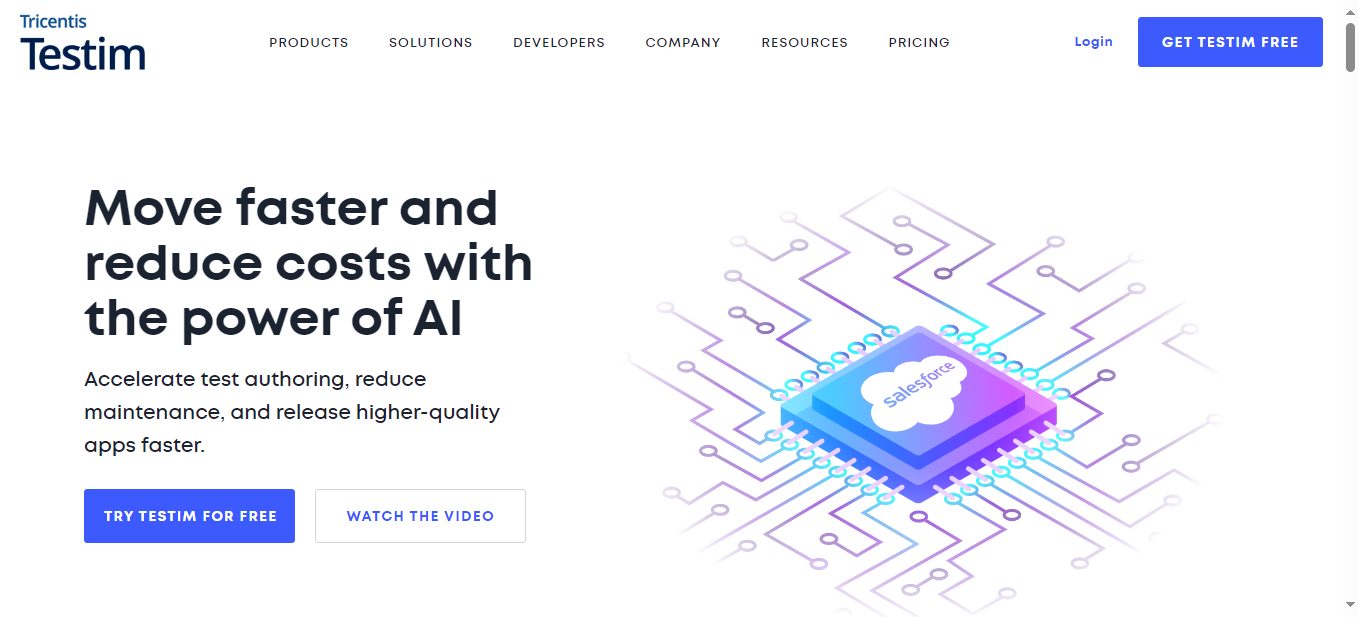 Tricentis
Testim
PRODUCTS
SOLUTIONS
DEVELOPERS
COMPANY
RESOURCES
PRICING
Login
GET TESTIM FREE
Move faster and
reduce costs with
the power of AI
Accelerate test authoring, reduce
maintenance, and release higher-quality
apps faster.
TRY TESTIM FOR FREE
WATCH THE VIDEO
salesforce